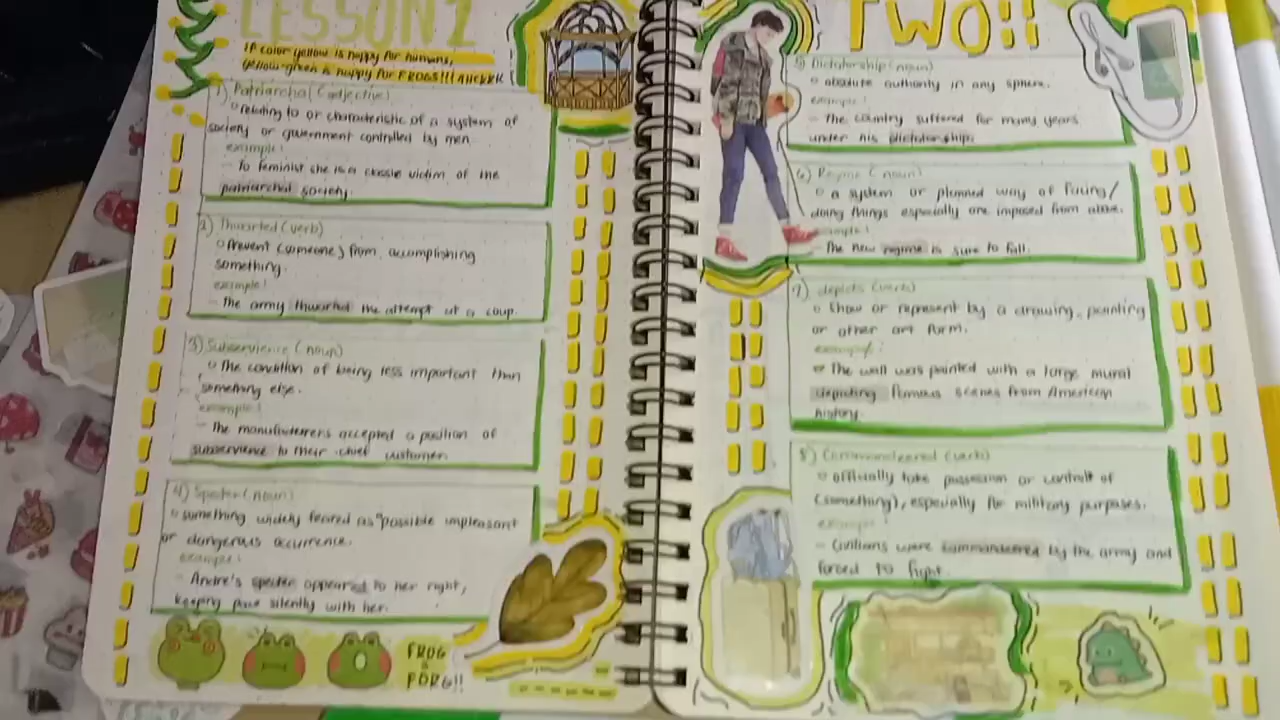 LESSON 2
If color yellow is happy for humans,
yellow-green is happy for FROGS!!!
1) Patriarchal (adjective)
relating to or characteristic of a system of
society or government controlled by men
example:
- To feminist she is a classic victim of the
patriarchal society
2) Thwarted (verb)
Prevent (someone) from accomplishing
something.
example:
- The army thwarted the attempt at a coup.
3) Subservience (noun)
The condition of being less important than
something else.
example:
- The manufacturers accepted a position of
subservience to their chief customer.
4) Specter (noun)
something widely feared as possible unpleasant
or dangerous occurrence.
example:
- Andre's specter appeared to her right,
keeping pace silently with her.
FROG
a
FORG!!
TWO!!
5) Dictatorship (noun)
absolute authority in any sphere.
example:
- The country suffered for many years
under his dictatorship.
6) Regime (noun)
a system or planned way of
doing things especially one imposed from above.
example:
- The new regime is sure to fall.
7) depicts (verb)
Show or represent by a drawing, painting
or other art form.
example:
- The wall was painted with a large mural
depicting famous scenes from American
history.
8) Commandeered (verb)
officially take possession or control of
(something), especially for military purposes.
example:
- Civilians were commandeered by the army and
forced to fight.